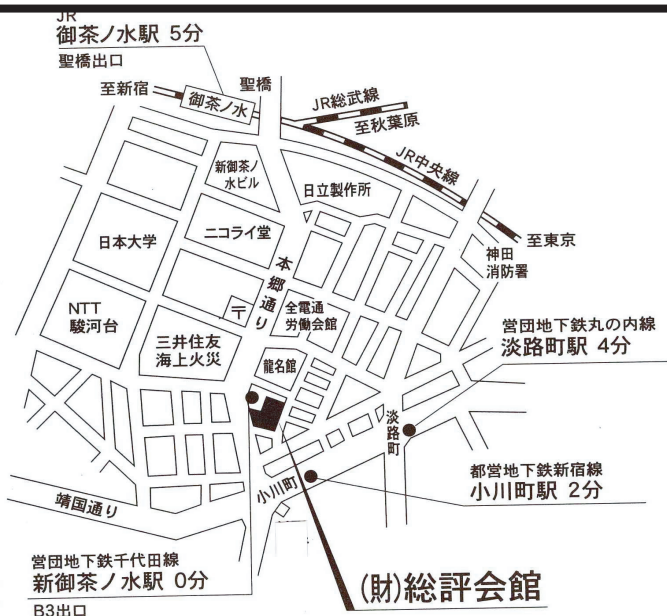 JR
御茶ノ水駅 5分
聖橋出口
至新宿
御茶ノ水
聖橋
JR総武線
至秋葉原
JR中央線
新御茶ノ
水ビル
日立製作所
日本大学
ニコライ堂
至東京
神田
消防署
本郷通り
NTT
駿河台
〒
全電通
労働会館
三井住友
海上火災
営団地下鉄丸の内線
淡路町駅 4分
龍名館
淡路町
都営地下鉄新宿線
小川町駅 2分
小川町
靖国通り
営団地下鉄千代田線
新御茶ノ水駅 0分
B3出口
(財)総評会館